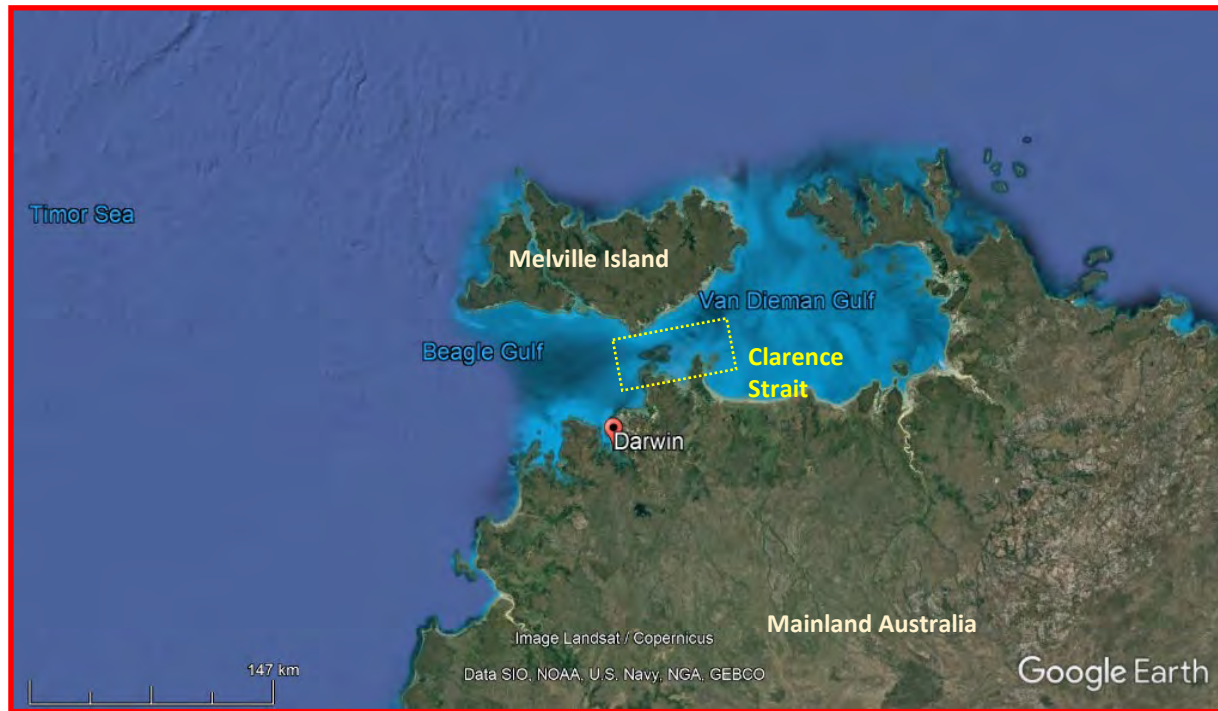 Timor Sea
Melville Island
Van Dieman Gulf
Beagle Gulf
Clarence
Strait
Darwin
Mainland Australia
Image Landsat / Copernicus
147 km
Data SIO, NOAA, U.S. Navy, NGA, GEBCO
Google Earth